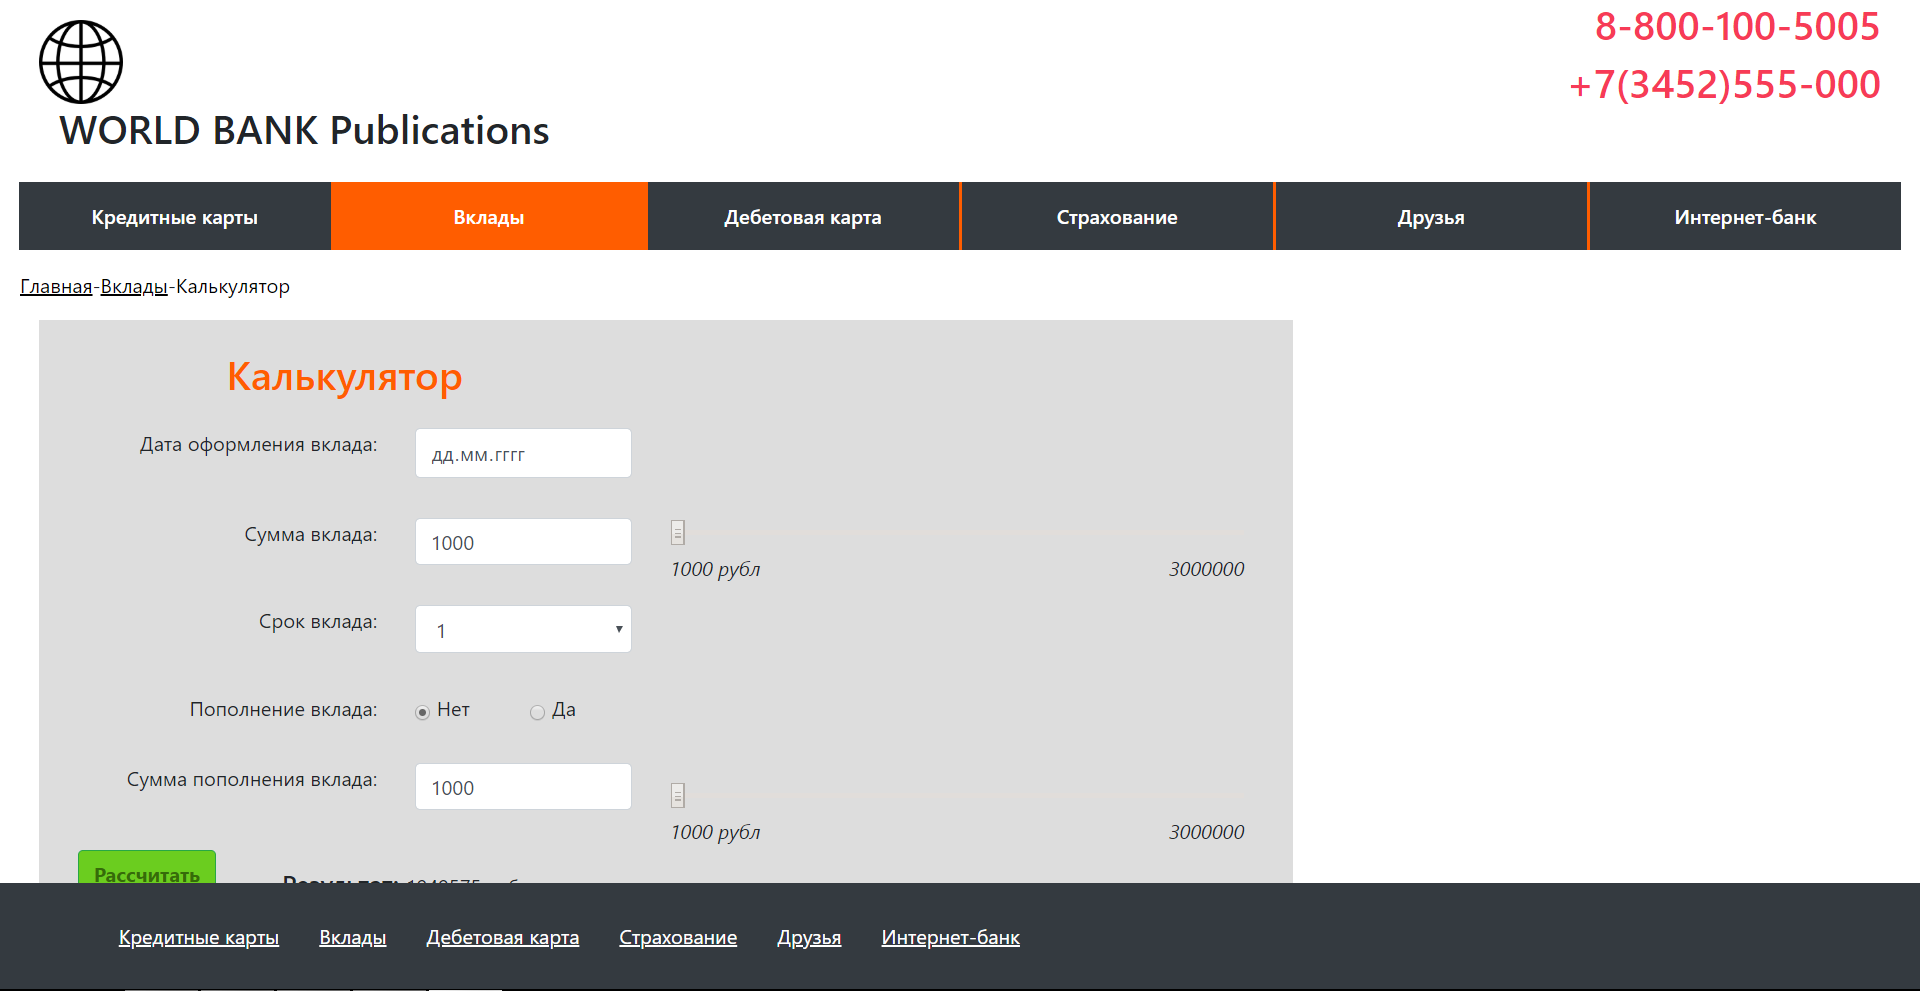 8-800-100-5005
+7(3452)555-000
WORLD BANK Publications
Кредитные карты Вклады Дебетовая карта Страхование Друзья Интернет-банк
Главная-Вклады-Калькулятор
Калькулятор
Дата оформления вклада: дд.мм.гггг
Сумма вклада: 1000
1000 рубл 3000000
Срок вклада: 1
Пополнение вклада: Нет Да
Сумма пополнения вклада: 1000
1000 рубл 3000000
Рассчитать Результат:
Кредитные карты Вклады Дебетовая карта Страхование Друзья Интернет-банк